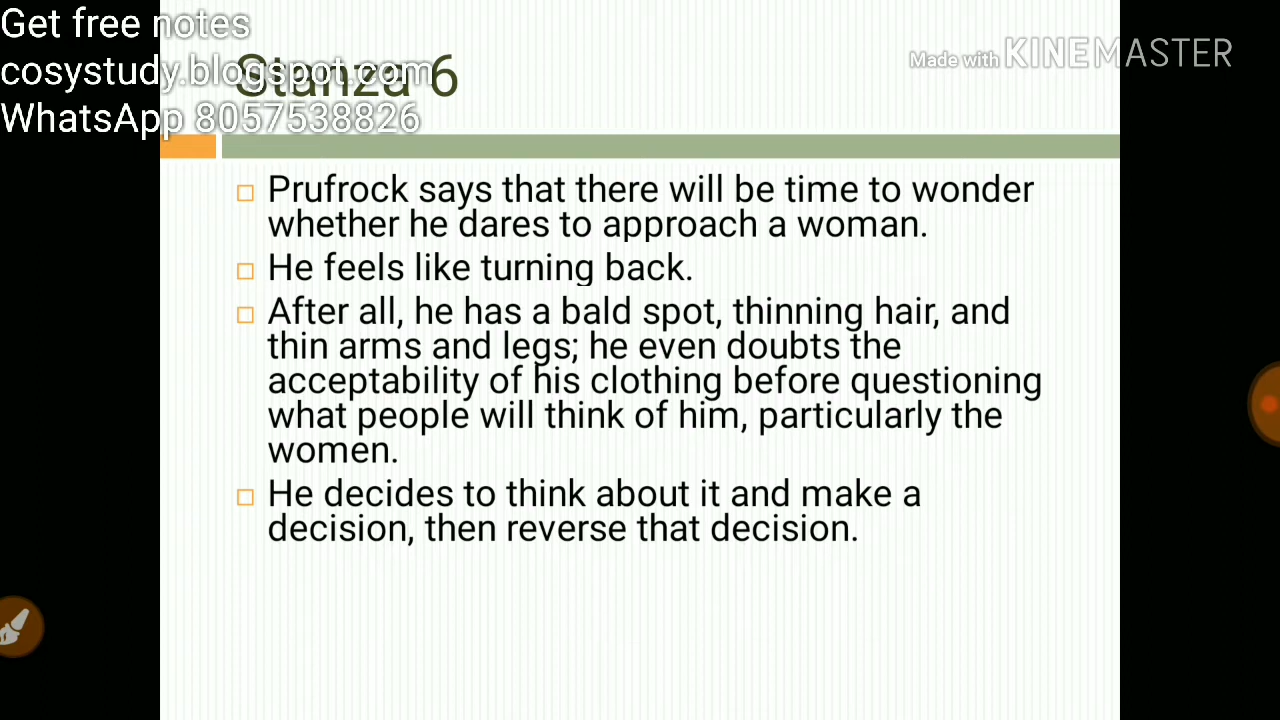 Get free notes
cosystudy.blogspot.com
WhatsApp 8057538826
Stanza 6
Made with KINEMASTER
Prufrock says that there will be time to wonder
whether he dares to approach a woman.
He feels like turning back.
After all, he has a bald spot, thinning hair, and
thin arms and legs; he even doubts the
acceptability of his clothing before questioning
what people will think of him, particularly the
women.
He decides to think about it and make a
decision, then reverse that decision.